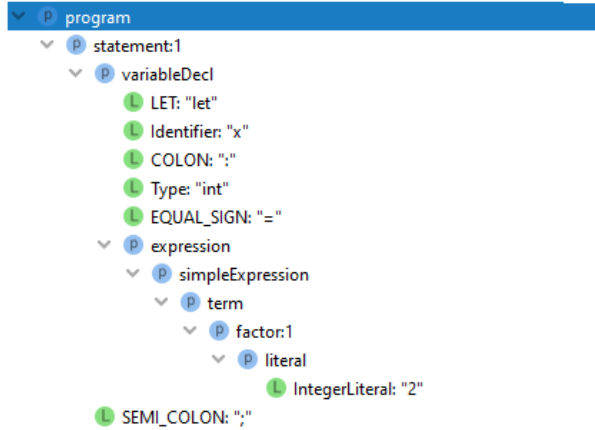 P program
P statement:1
P variableDecl
L LET: "let"
L Identifier: "x"
L COLON: ":"
L Type: "int"
L EQUAL_SIGN: "="
P expression
P simpleExpression
P term
P factor:1
P literal
L IntegerLiteral: "2"
L SEMI_COLON: ";"